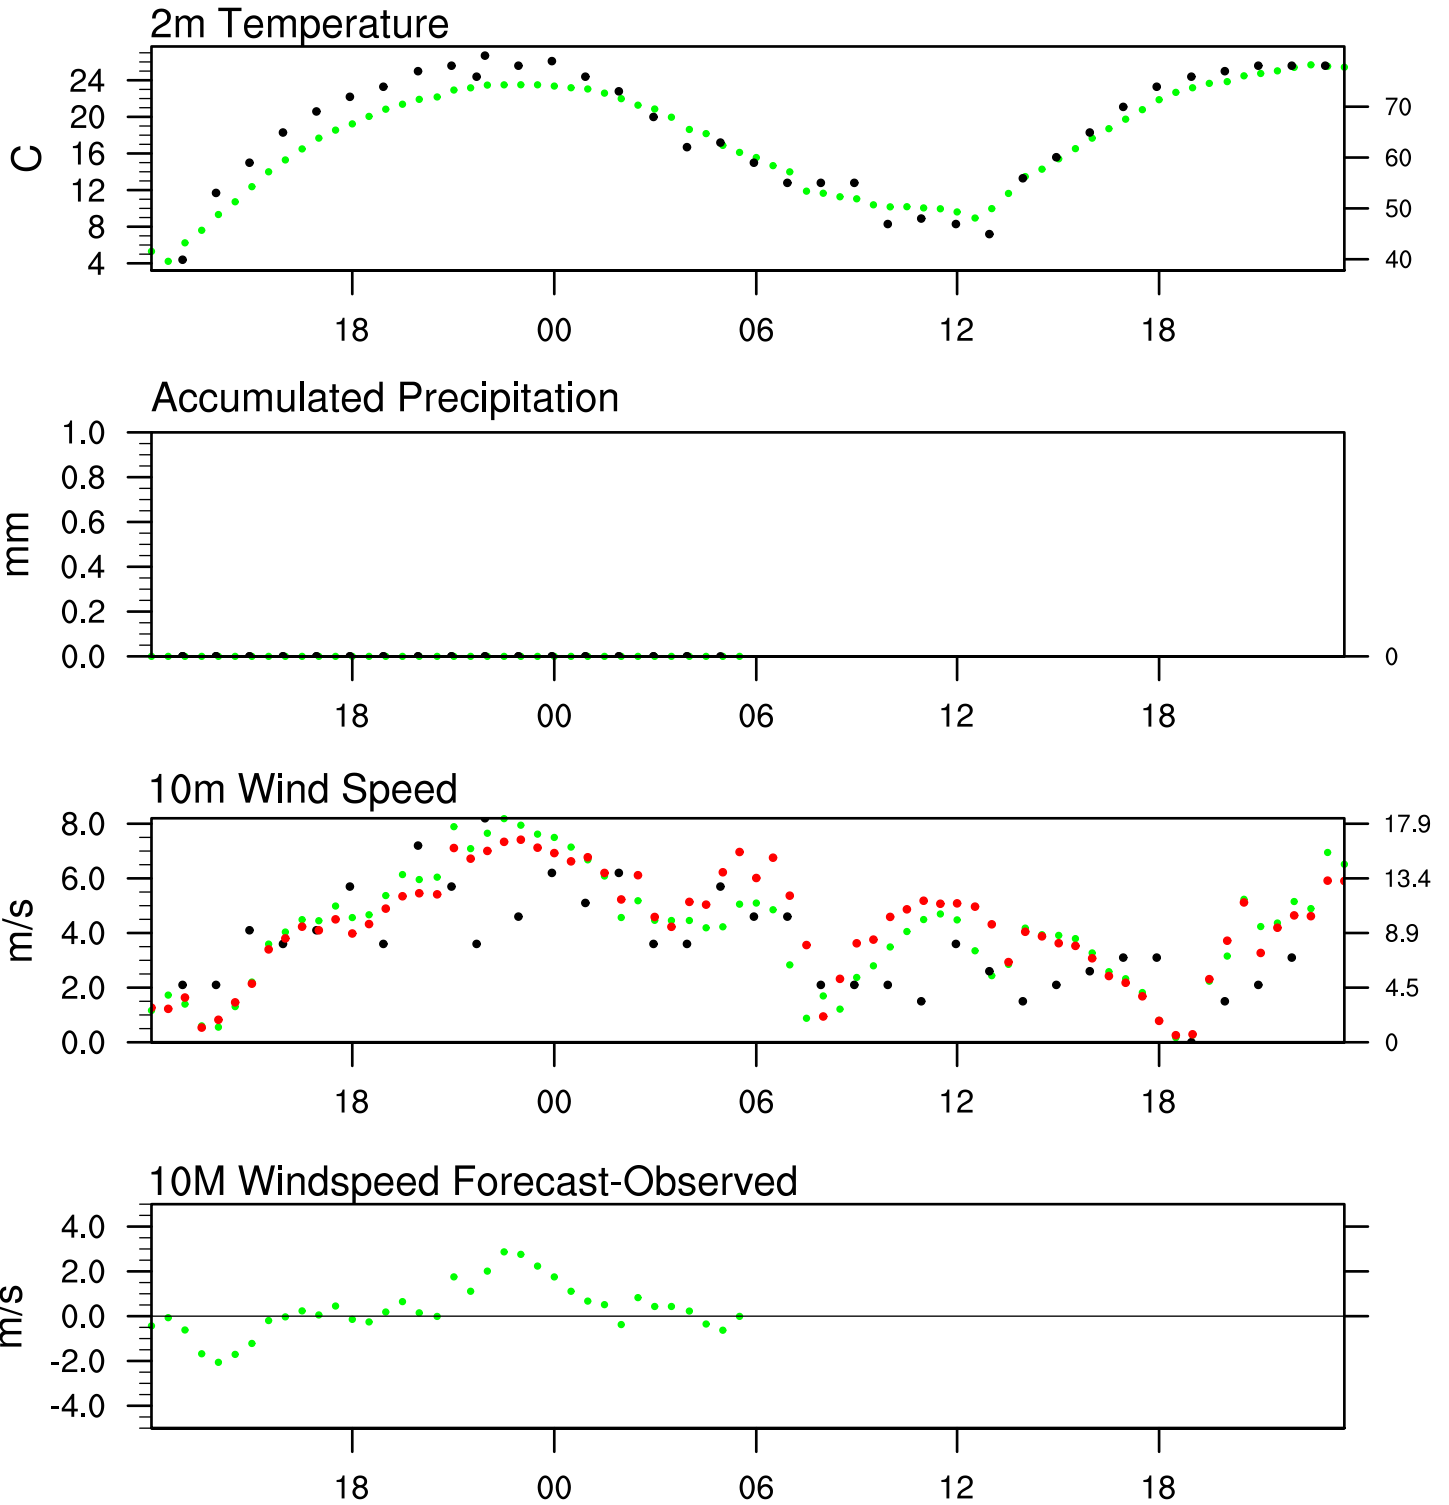 2m Temperature
24
20
16
12
8
4
C
70
60
50
40
18 00 06 12 18
Accumulated Precipitation
1.0
0.8
0.6
0.4
0.2
0.0
mm
0
18 00 06 12 18
10m Wind Speed
8.0
6.0
4.0
2.0
0.0
m/s
17.9
13.4
8.9
4.5
0
18 00 06 12 18
10M Windspeed Forecast-Observed
4.0
2.0
0.0
-2.0
-4.0
m/s
18 00 06 12 18